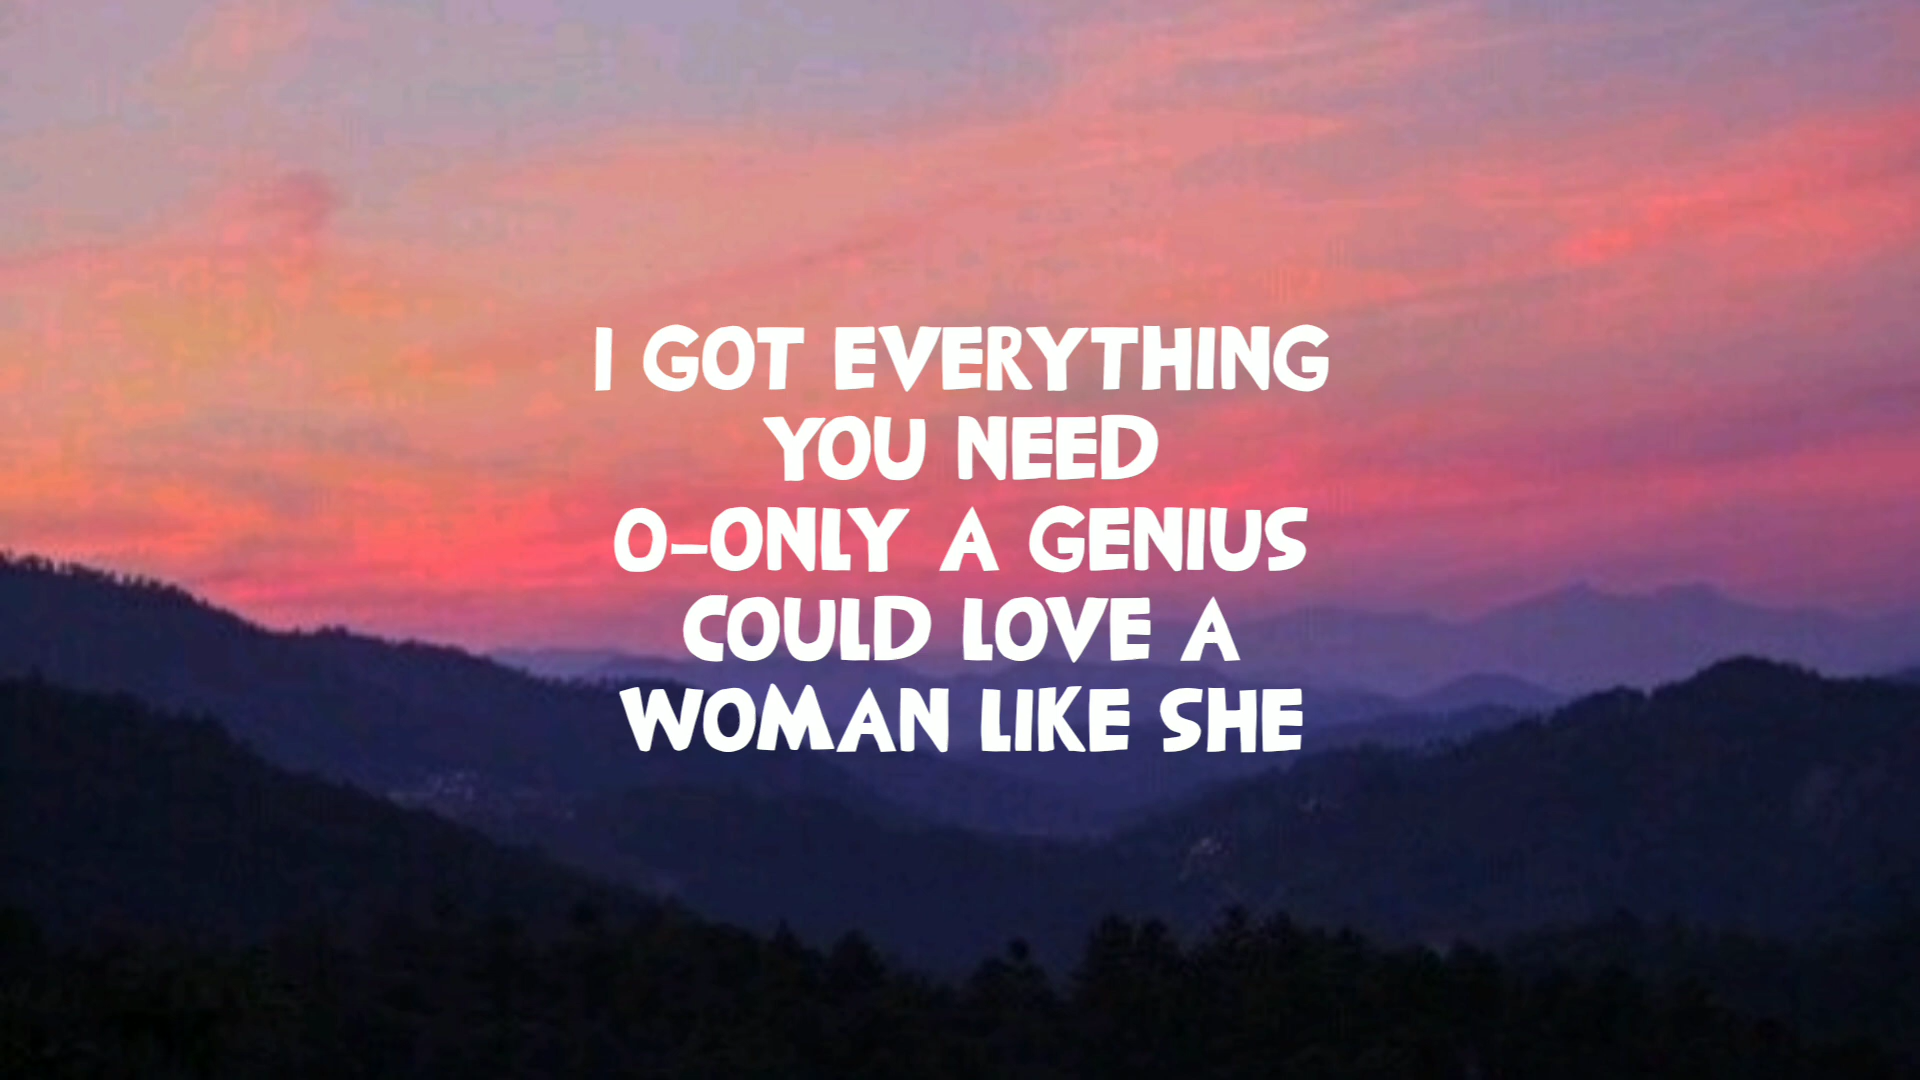 I GOT EVERYTHING
YOU NEED
O-ONLY A GENIUS
COULD LOVE A
WOMAN LIKE SHE